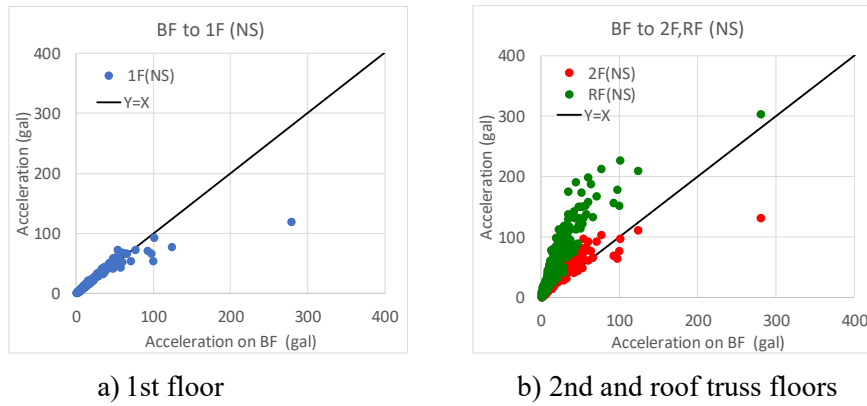 BF to 1F (NS)
400
300
200
100
0
0 100 200 300 400
Acceleration (gal)
Acceleration on BF (gal)
1F(NS)
Y=X
a) 1st floor
BF to 2F,RF (NS)
400
300
200
100
0
0 100 200 300 400
Acceleration (gal)
Acceleration on BF (gal)
2F(NS)
RF(NS)
Y=X
b) 2nd and roof truss floors